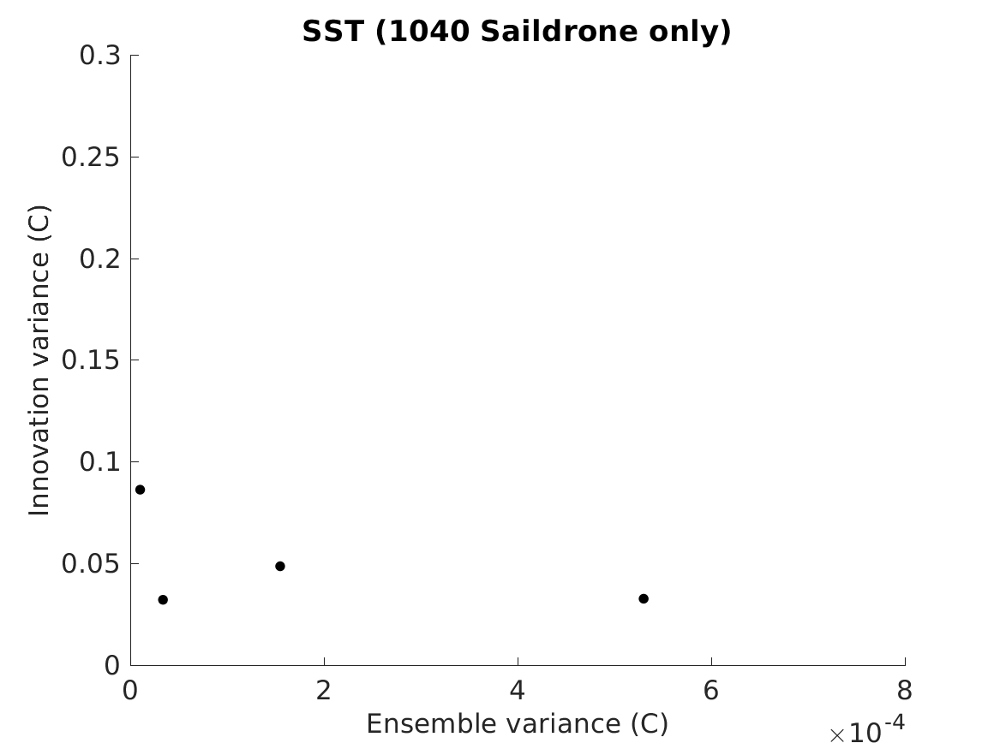 SST (1040 Saildrone only)
0.3
0.25
0.2
0.15
0.1
0.05
0
Innovation variance (C)
0 2 4 6 8
Ensemble variance (C)
×10-4